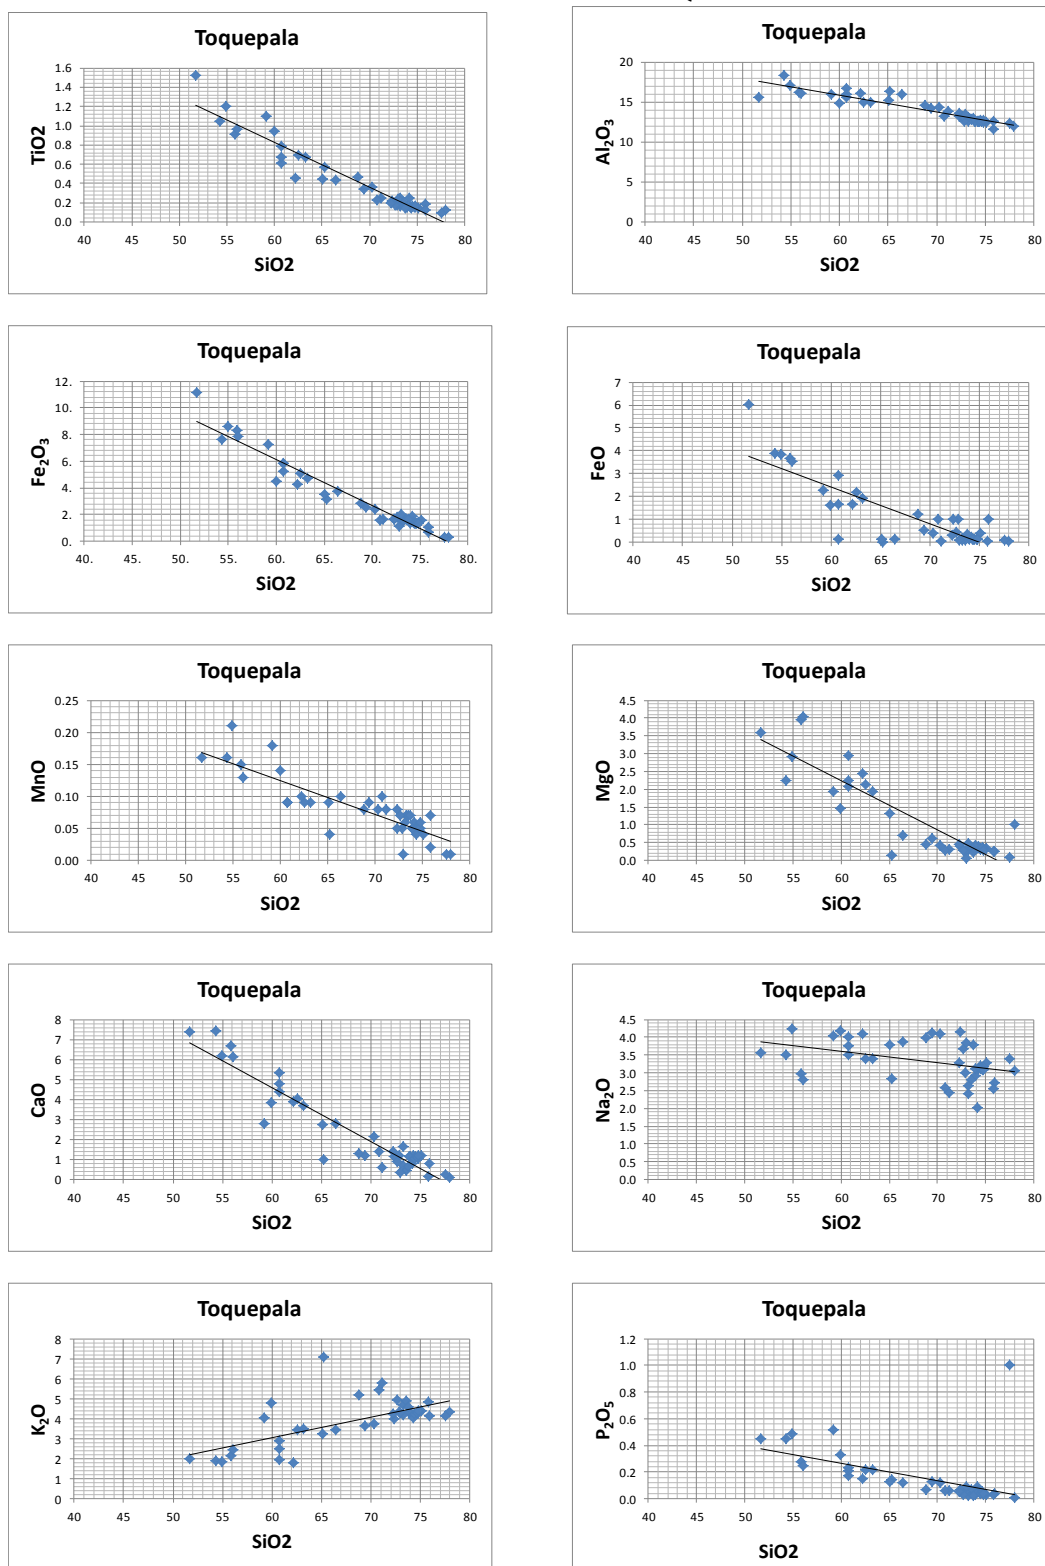 Toquepala
TiO2
1.6
1.4
1.2
1.0
0.8
0.6
0.4
0.2
0.0
40 45 50 55 60 65 70 75 80
SiO2
Toquepala
Al₂O₃
20
15
10
5
0
40 45 50 55 60 65 70 75 80
SiO2
Toquepala
Fe₂O₃
12.
10.
8.
6.
4.
2.
0.
40. 45. 50. 55. 60. 65. 70. 75. 80.
SiO2
Toquepala
FeO
7
6
5
4
3
2
1
0
40 45 50 55 60 65 70 75 80
SiO2
Toquepala
MnO
0.25
0.20
0.15
0.10
0.05
0.00
40 45 50 55 60 65 70 75 80
SiO2
Toquepala
MgO
4.5
4.0
3.5
3.0
2.5
2.0
1.5
1.0
0.5
0.0
40 45 50 55 60 65 70 75 80
SiO2
Toquepala
CaO
8
7
6
5
4
3
2
1
0
40 45 50 55 60 65 70 75 80
SiO2
Toquepala
Na₂O
4.5
4.0
3.5
3.0
2.5
2.0
1.5
1.0
0.5
0.0
40 45 50 55 60 65 70 75 80
SiO2
Toquepala
K₂O
8
7
6
5
4
3
2
1
0
40 45 50 55 60 65 70 75 80
SiO2
Toquepala
P₂O₅
1.2
1.0
0.8
0.6
0.4
0.2
0.0
40 45 50 55 60 65 70 75 80
SiO2